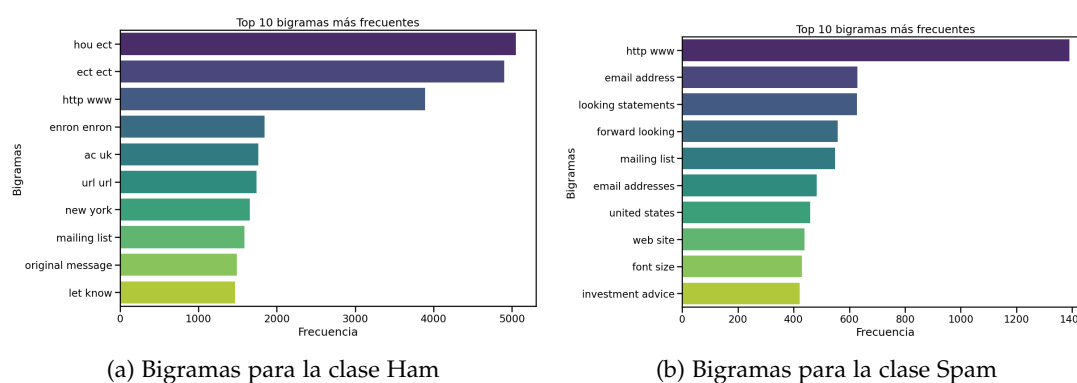 Top 10 bigramas más frecuentes
Bigramas
hou ect
ect ect
http www
enron enron
ac uk
url url
new york
mailing list
original message
let know
0 1000 2000 3000 4000 5000
Frecuencia
(a) Bigramas para la clase Ham
Top 10 bigramas más frecuentes
Bigramas
http www
email address
looking statements
forward looking
mailing list
email addresses
united states
web site
font size
investment advice
0 200 400 600 800 1000 1200 140
Frecuencia
(b) Bigramas para la clase Spam